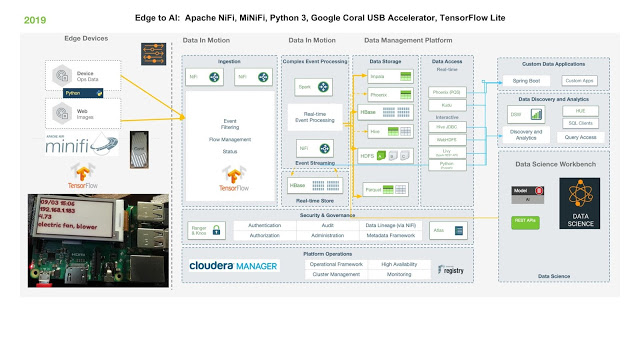 2019
Edge to AI: Apache NiFi, MiNiFi, Python 3, Google Coral USB Accelerator, TensorFlow Lite
Edge Devices
Device
Ops Data
Python
Web
Images
APACHE NIFI
minifi
TensorFlow
09/03 15:06
192.168.1.183
4.73
electric fan, blower
HDMI
Data In Motion
Ingestion
NiFi
NiFi
Event
Filtering
Flow Management
Status
TensorFlow
Data In Motion
Complex Event Processing
Spark
Real-time
Event Processing
NiFi
Event Streaming
HBase
Real-time Store
Data Management Platform
Data Storage
Impala
Phoenix
HBase
Hive
HDFS
Parquet
Data Access
Real-time
Phoenix (PQS)
Kudu
Interactive
Hive JDBC
WebHDFS
Python
Custom Data Applications
Spring Boot
Custom Apps
Data Discovery and Analytics
DSW
HUE
SQL Clients
Discovery and
Analytics
Query Access
Data Science Workbench
Model
AI
REST APIs
DATA
SCIENCE
Data Science
Security & Governance
Ranger
& Knox
Authentication
Audit
Data Lineage (via NiFi)
Authorization
Administration
Metadata Framework
Atlas
Platform Operations
cloudera MANAGER
Operational Framework
High Availability
Cluster Management
Monitoring
registry